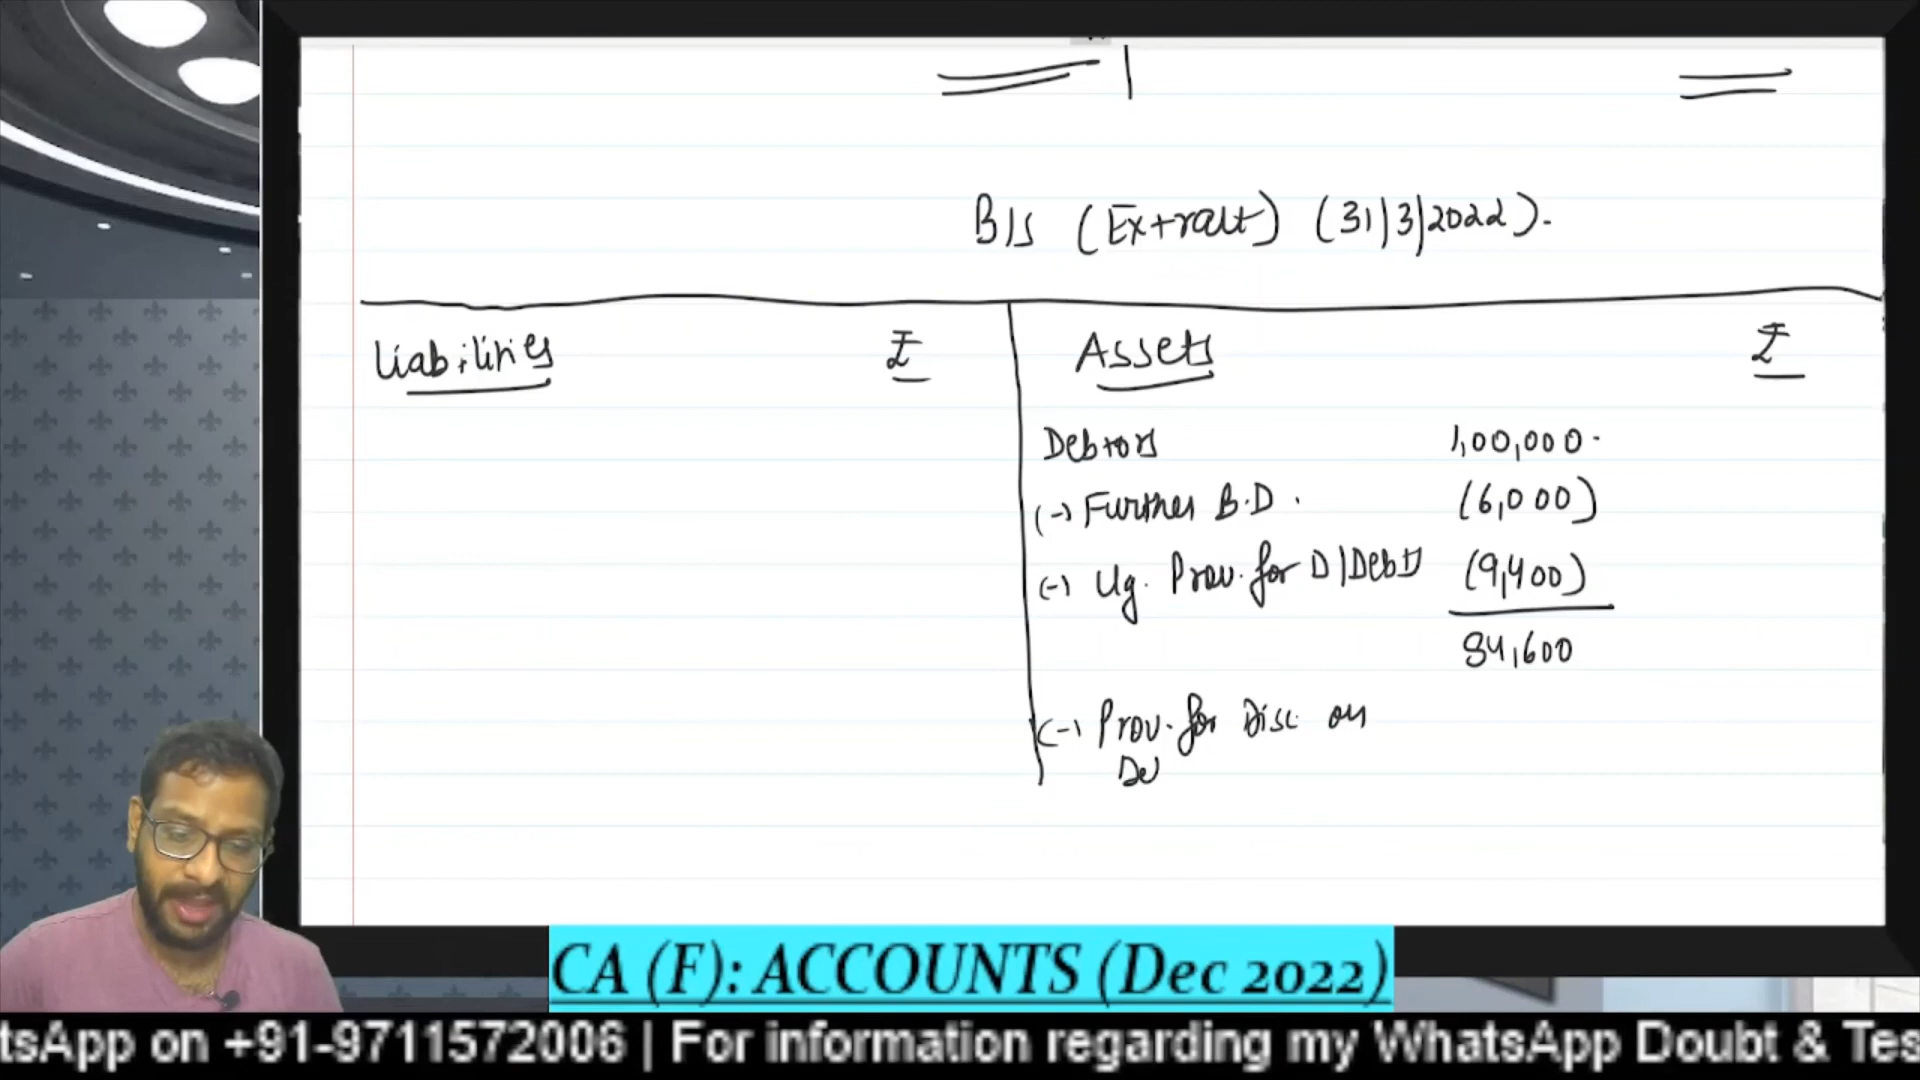 B/s (Extract) (31/3/2022).
Liabilities ₹ Assets ₹
Debtors 1,00,000.
(-) Further B.D. (6,000)
(-) Ug. Prov. for D/Debts (9,400)
84,600
(-) Prov. for Disc on
De
CA (F): ACCOUNTS (Dec 2022)
tsApp on +91-9711572006 | For information regarding my WhatsApp Doubt & Tes